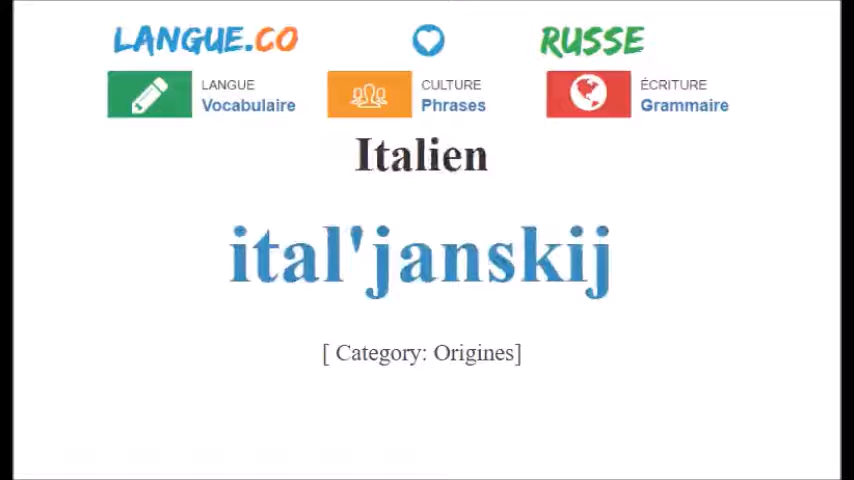 LANGUE.CO RUSSE
LANGUE CULTURE ÉCRITURE
Vocabulaire Phrases Grammaire
Italien
ital'janskij
[ Category: Origines]